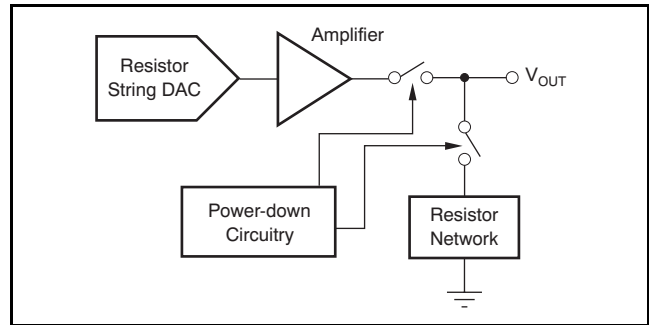 Amplifier
Resistor
String DAC
VOUT
Power-down
Circuitry
Resistor
Network